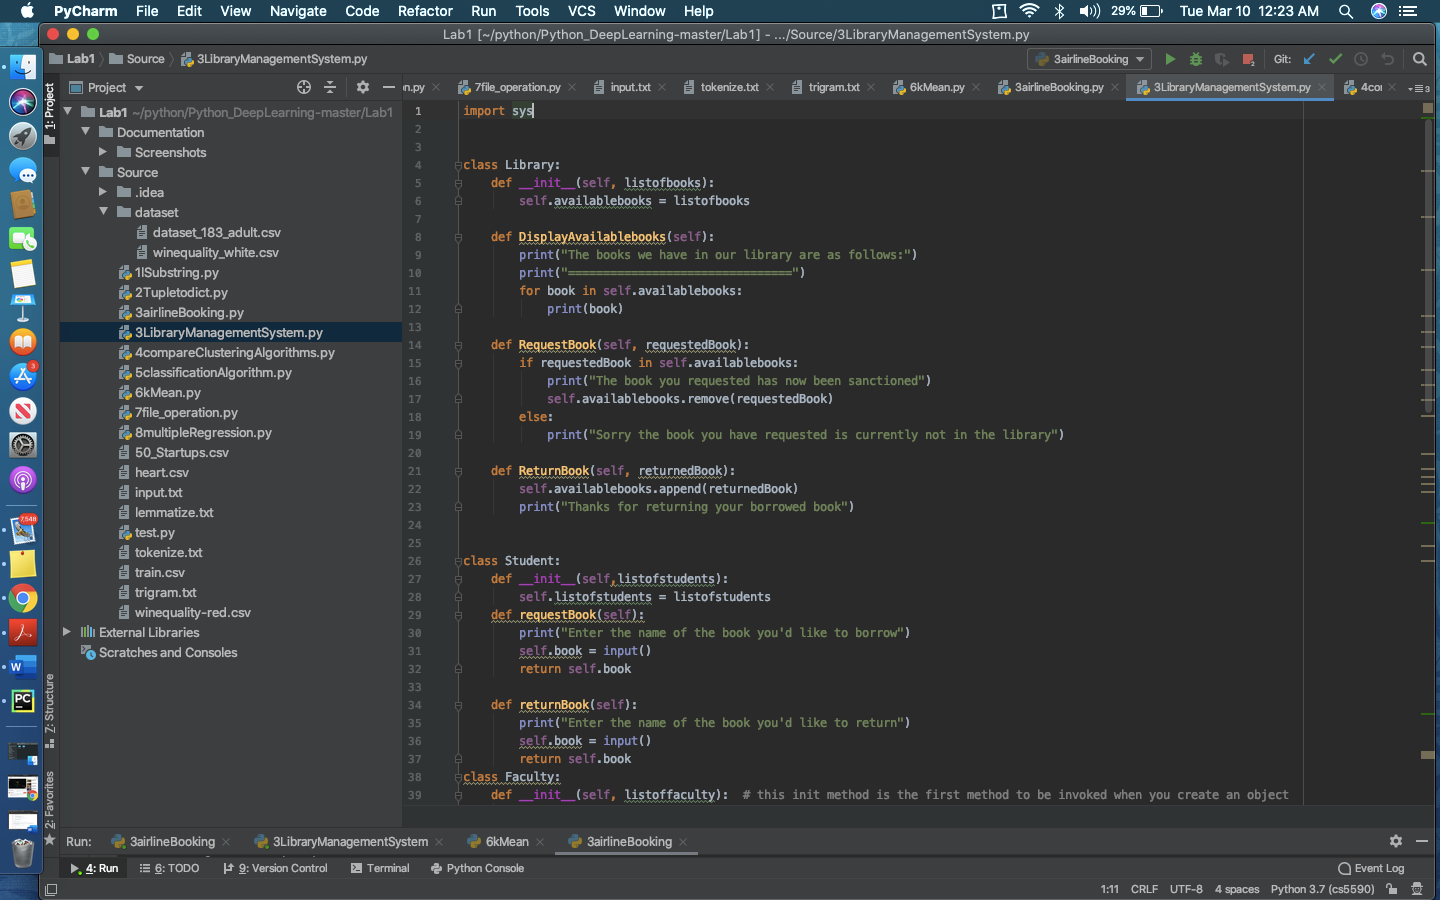 PyCharm File Edit View Navigate Code Refactor Run Tools VCS Window Help 29% Tue Mar 10 12:23 AM
Lab1 [~/python/Python_DeepLearning-master/Lab1] - .../Source/3LibraryManagementSystem.py
Lab1 Source 3LibraryManagementSystem.py 3airlineBooking Git:
Project 7file_operation.py input.txt tokenize.txt trigram.txt 6kMean.py 3airlineBooking.py 3LibraryManagementSystem.py
1: Project
Lab1 ~/python/Python_DeepLearning-master/Lab1
Documentation
Screenshots
Source
.idea
dataset
dataset_183_adult.csv
winequality_white.csv
1lSubstring.py
2Tupletodict.py
3airlineBooking.py
3LibraryManagementSystem.py
4compareClusteringAlgorithms.py
5classificationAlgorithm.py
6kMean.py
7file_operation.py
8multipleRegression.py
50_Startups.csv
heart.csv
input.txt
lemmatize.txt
test.py
tokenize.txt
train.csv
trigram.txt
winequality-red.csv
External Libraries
Scratches and Consoles
7: Structure
2: Favorites
1 import sys
2
3
4 class Library:
5 def __init__(self, listofbooks):
6 self.availablebooks = listofbooks
7
8 def DisplayAvailablebooks(self):
9 print("The books we have in our library are as follows:")
10 print("================================")
11 for book in self.availablebooks:
12 print(book)
13
14 def RequestBook(self, requestedBook):
15 if requestedBook in self.availablebooks:
16 print("The book you requested has now been sanctioned")
17 self.availablebooks.remove(requestedBook)
18 else:
19 print("Sorry the book you have requested is currently not in the library")
20
21 def ReturnBook(self, returnedBook):
22 self.availablebooks.append(returnedBook)
23 print("Thanks for returning your borrowed book")
24
25
26 class Student:
27 def __init__(self,listofstudents):
28 self.listofstudents = listofstudents
29 def requestBook(self):
30 print("Enter the name of the book you'd like to borrow")
31 self.book = input()
32 return self.book
33
34 def returnBook(self):
35 print("Enter the name of the book you'd like to return")
36 self.book = input()
37 return self.book
38 class Faculty:
39 def __init__(self, listoffaculty): # this init method is the first method to be invoked when you create an object
Run: 3airlineBooking 3LibraryManagementSystem 6kMean 3airlineBooking
4: Run 6: TODO 9: Version Control Terminal Python Console Event Log
1:11 CRLF UTF-8 4 spaces Python 3.7 (cs5590)